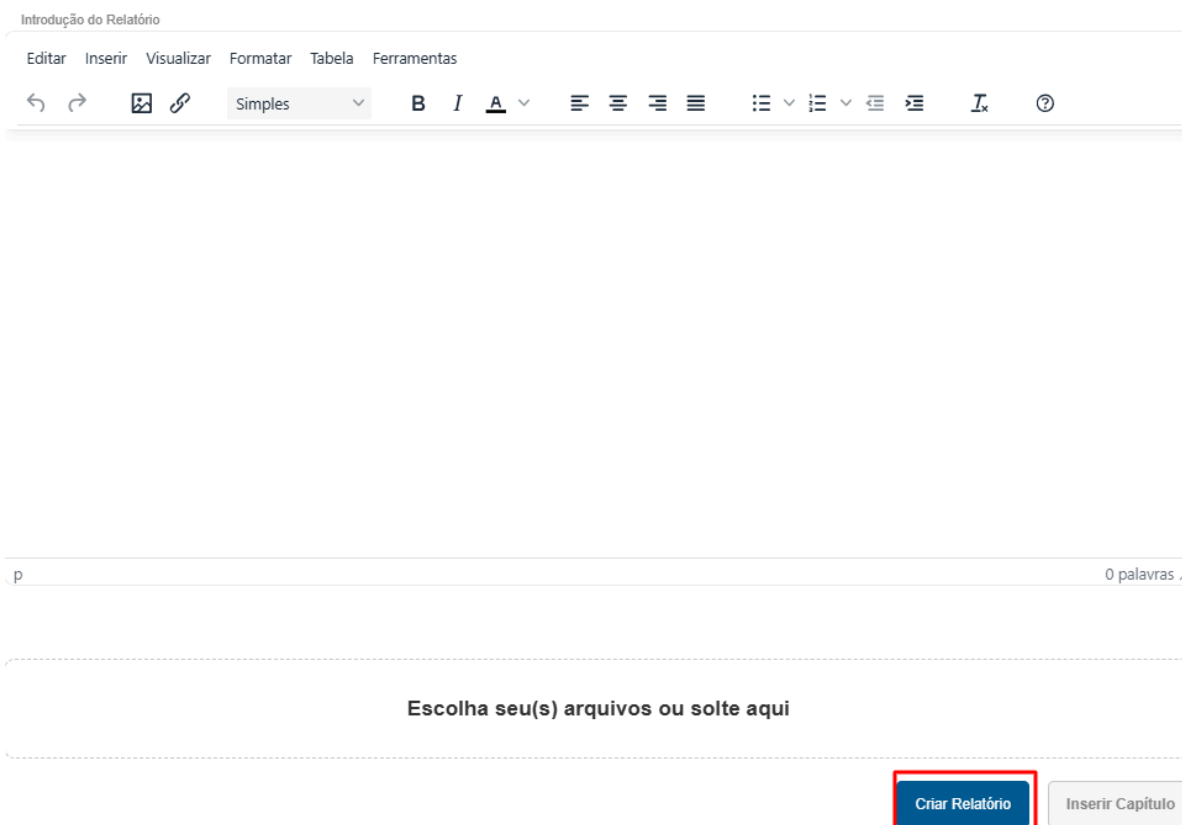 Introdução do Relatório
Editar Inserir Visualizar Formatar Tabela Ferramentas
Simples B I A
p 0 palavras
Escolha seu(s) arquivos ou solte aqui
Criar Relatório Inserir Capítulo